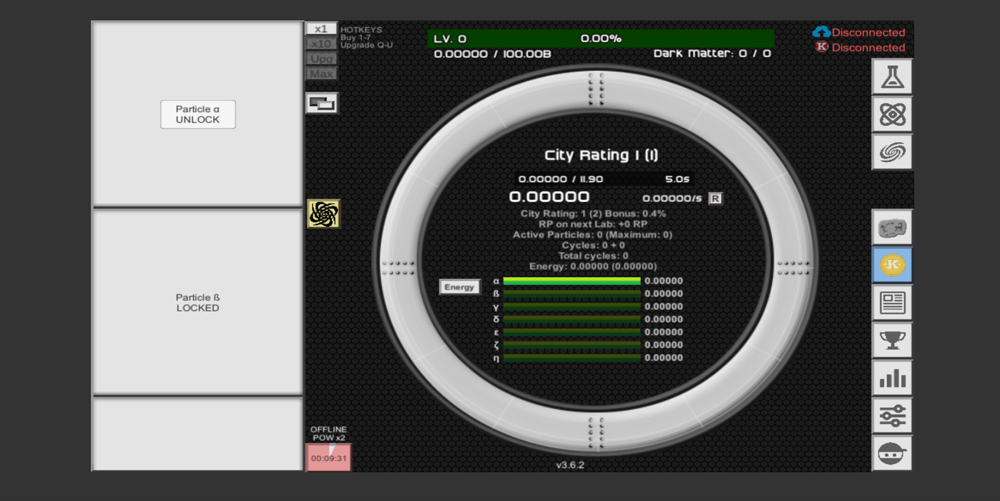 Particle α
UNLOCK
Particle ß
LOCKED
x1
x10
Upg
Max
HOTKEYS
Buy 1-7
Upgrade Q-U
OFFLINE
POW x2
00:09:31
LV. 0 0.00%
0.00000 / 100.00B Dark Matter: 0 / 0
Disconnected
K Disconnected
City Rating 1 (1)
0.00000 / 11.90 5.0s
0.00000 0.00000/s R
City Rating: 1 (2) Bonus: 0.4%
RP on next Lab: +0 RP
Active Particles: 0 (Maximum: 0)
Cycles: 0 + 0
Total cycles: 0
Energy: 0.00000 (0.00000)
Energy
α 0.00000
ß 0.00000
γ 0.00000
δ 0.00000
ε 0.00000
ζ 0.00000
η 0.00000
v3.6.2
K